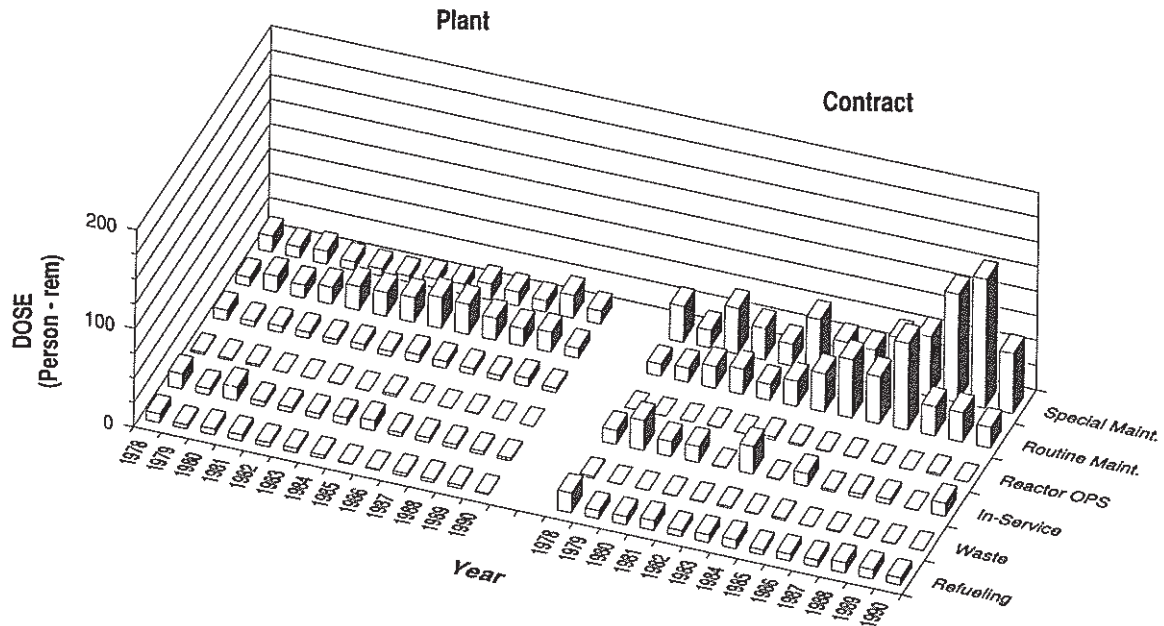 Plant
Contract
200
100
0
DOSE
(Person - rem)
1978
1979
1980
1981
1982
1983
1984
1985
1986
1987
1988
1989
1990
1978
1979
1980
1981
1982
1983
1984
1985
1986
1987
1988
1989
1990
Year
Special Maint.
Routine Maint.
Reactor OPS
In-Service
Waste
Refueling